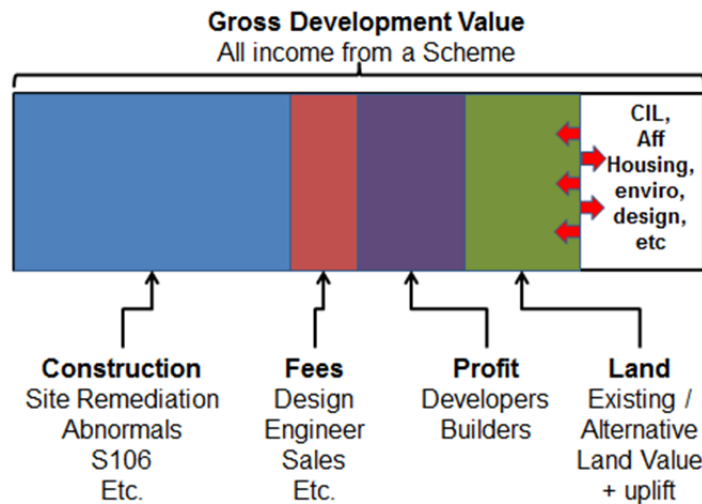 Gross Development Value
All income from a Scheme
CIL,
Aff
Housing,
enviro,
design,
etc
Construction
Site Remediation
Abnormals
S106
Etc.
Fees
Design
Engineer
Sales
Etc.
Profit
Developers
Builders
Land
Existing /
Alternative
Land Value
+ uplift